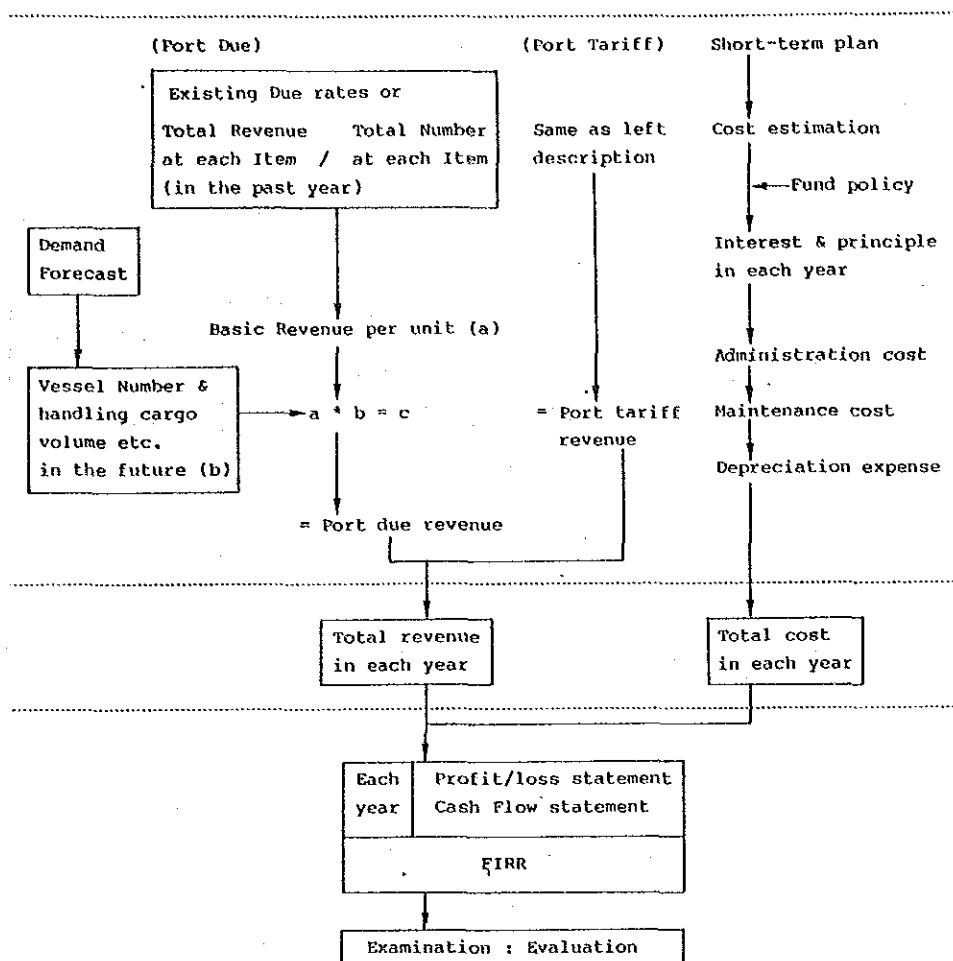 (Port Due)
(Port Tariff)
Short-term plan
Existing Due rates or
Total Revenue Total Number
at each Item / at each Item
(in the past year)
Same as left
description
Cost estimation
Fund policy
Interest & principle
in each year
Demand
Forecast
Basic Revenue per unit (a)
Administration cost
Vessel Number &
handling cargo
volume etc.
in the future (b)
a * b = c
= Port tariff
revenue
Maintenance cost
Depreciation expense
= Port due revenue
Total revenue
in each year
Total cost
in each year
Each
year
Profit/loss statement
Cash Flow statement
FIRR
Examination : Evaluation